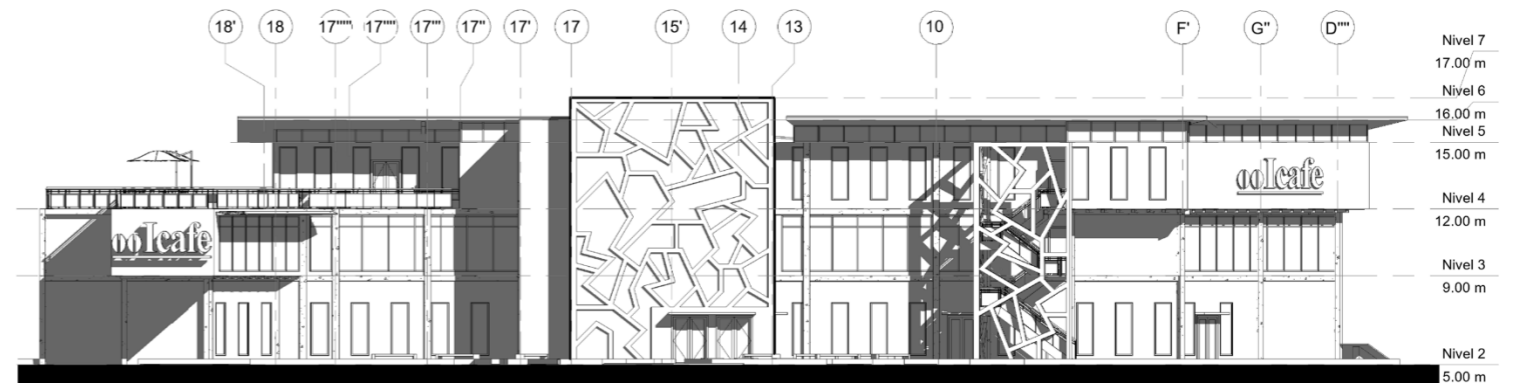 18'
18
17'''''
17''''
17'''
17''
17'
17
15'
14
13
10
F'
G''
D''''
Nivel 7
17.00 m
Nivel 6
16.00 m
Nivel 5
15.00 m
Nivel 4
12.00 m
Nivel 3
9.00 m
Nivel 2
5.00 m
oolcafe
oolcafe